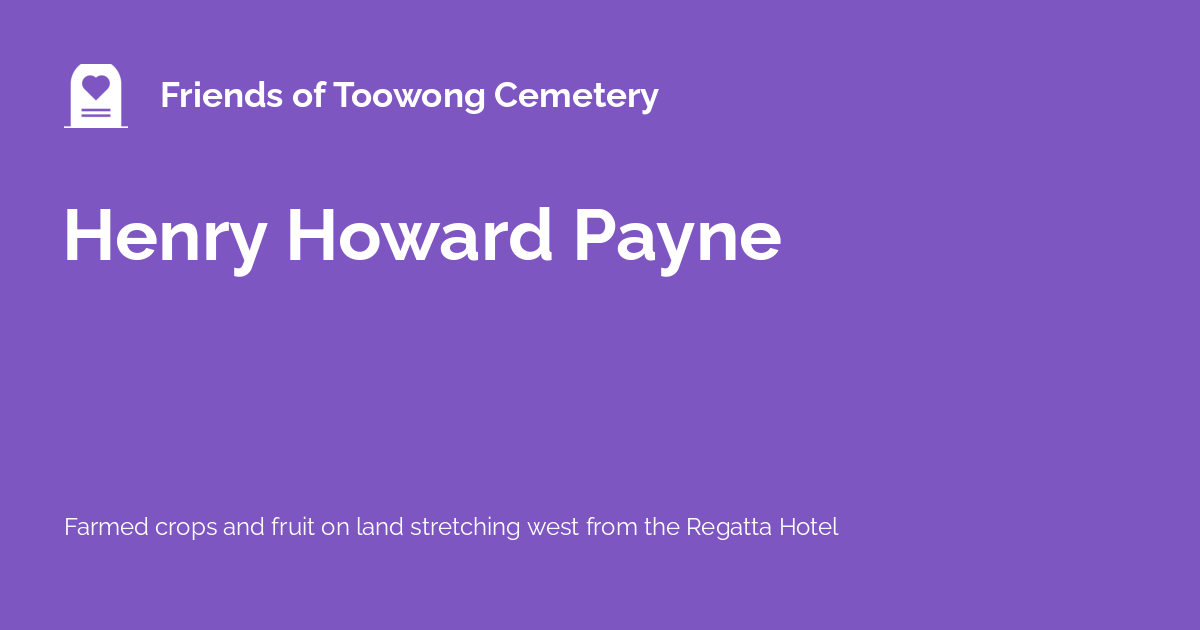 Friends of Toowong Cemetery
Henry Howard Payne
Farmed crops and fruit on land stretching west from the Regatta Hotel